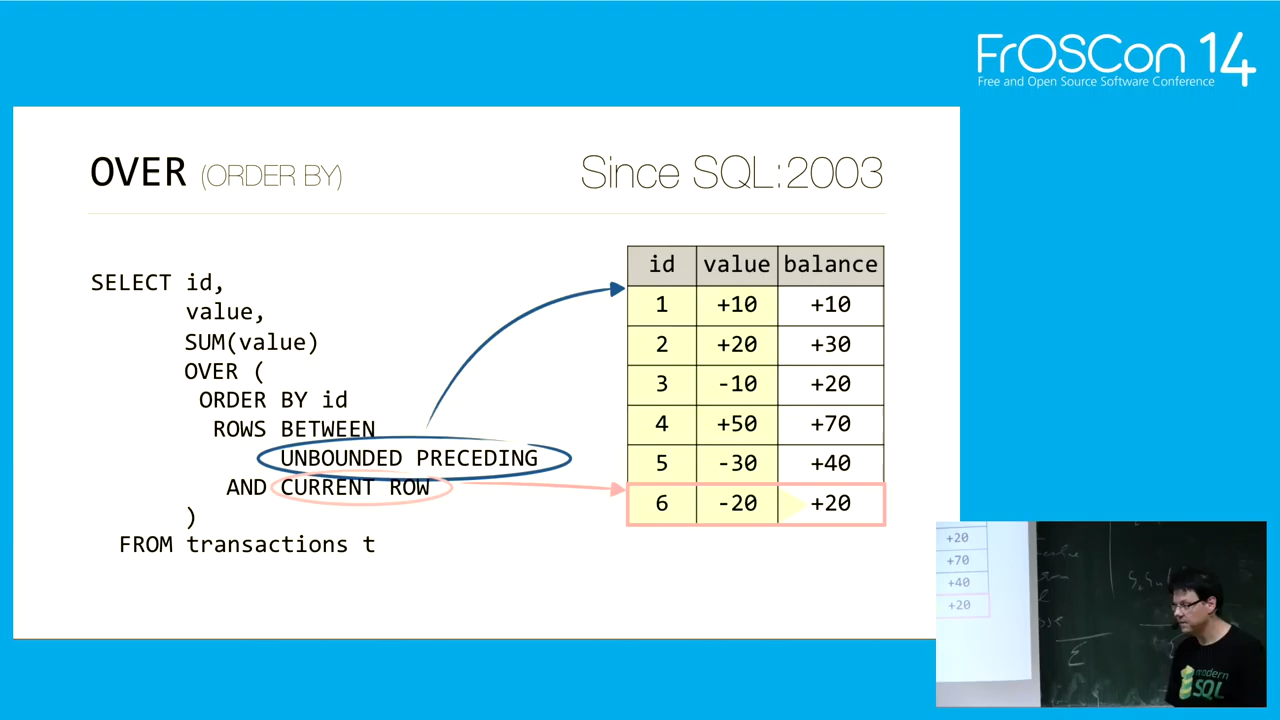 FrOSCon 14
Free and Open Source Software Conference
OVER (ORDER BY)
Since SQL:2003
SELECT id,
value,
SUM(value)
OVER (
ORDER BY id
ROWS BETWEEN
UNBOUNDED PRECEDING
AND CURRENT ROW
)
FROM transactions t
id value balance
1 +10 +10
2 +20 +30
3 -10 +20
4 +50 +70
5 -30 +40
6 -20 +20
+20
+70
+40
+20
modern
SQL